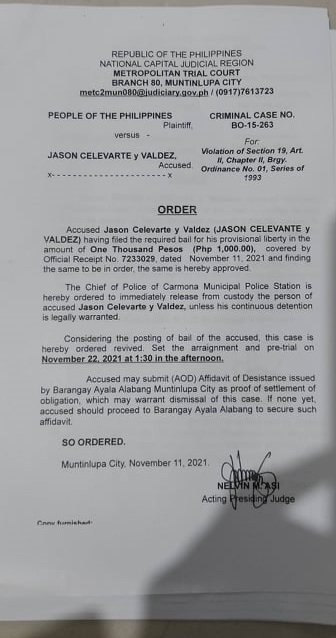 REPUBLIC OF THE PHILIPPINES
NATIONAL CAPITAL JUDICIAL REGION
METROPOLITAN TRIAL COURT
BRANCH 80, MUNTINLUPA CITY
metc2mun080@judiciary.gov.ph / (0917)7613723
PEOPLE OF THE PHILIPPINES
Plaintiff,
versus -
JASON CELEVARTE y VALDEZ,
Accused.
x- - - - - - - - - - - - - - - - - - - - - x
CRIMINAL CASE NO.
BO-15-263
For:
Violation of Section 19, Art.
II, Chapter II, Brgy.
Ordinance No. 01, Series of
1993
ORDER
Accused Jason Celevarte y Valdez (JASON CELEVANTE y
VALDEZ) having filed the required bail for his provisional liberty in the
amount of One Thousand Pesos (Php 1,000.00), covered by
Official Receipt No. 7233029, dated November 11, 2021 and finding
the same to be in order, the same is hereby approved.
The Chief of Police of Carmona Municipal Police Station is
hereby ordered to immediately release from custody the person of
accused Jason Celevarte y Valdez, unless his continuous detention
is legally warranted.
Considering the posting of bail of the accused, this case is
hereby ordered revived. Set the arraignment and pre-trial on
November 22, 2021 at 1:30 in the afternoon.
Accused may submit (AOD) Affidavit of Desistance issued
by Barangay Ayala Alabang Muntinlupa City as proof of settlement of
obligation, which may warrant dismissal of this case. If none yet,
accused should proceed to Barangay Ayala Alabang to secure such
affidavit.
SO ORDERED.
Muntinlupa City, November 11, 2021.
NELVIN M. ASI
Acting Presiding Judge
Copy furnished: